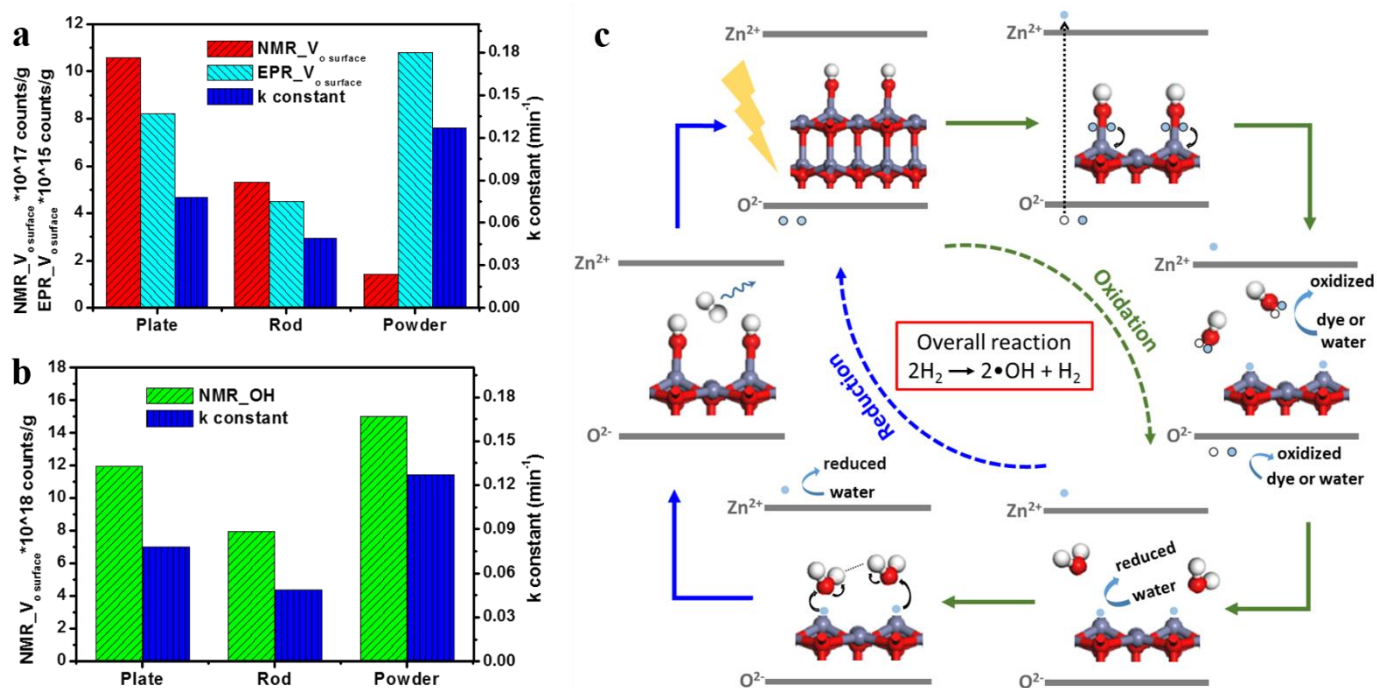 a
NMR_V o surface *10^17 counts/g
EPR_V o surface *10^15 counts/g
12
10
8
6
4
2
0
NMR_V o surface
EPR_V o surface
k constant
0.18
0.15
0.12
0.09
0.06
0.03
0.00
k constant (min⁻¹)
Plate Rod Powder
b
NMR_V o surface *10^18 counts/g
18
16
14
12
10
8
6
4
2
0
NMR_OH
k constant
0.18
0.15
0.12
0.09
0.06
0.03
0.00
k constant (min⁻¹)
Plate Rod Powder
c
Zn²⁺
O²⁻
Zn²⁺
O²⁻
Zn²⁺
oxidized
dye or
water
O²⁻
oxidized
dye or water
Zn²⁺
reduced
water
O²⁻
reduced
water
Zn²⁺
O²⁻
Zn²⁺
O²⁻
Oxidation
Reduction
Overall reaction
2H₂ → 2•OH + H₂